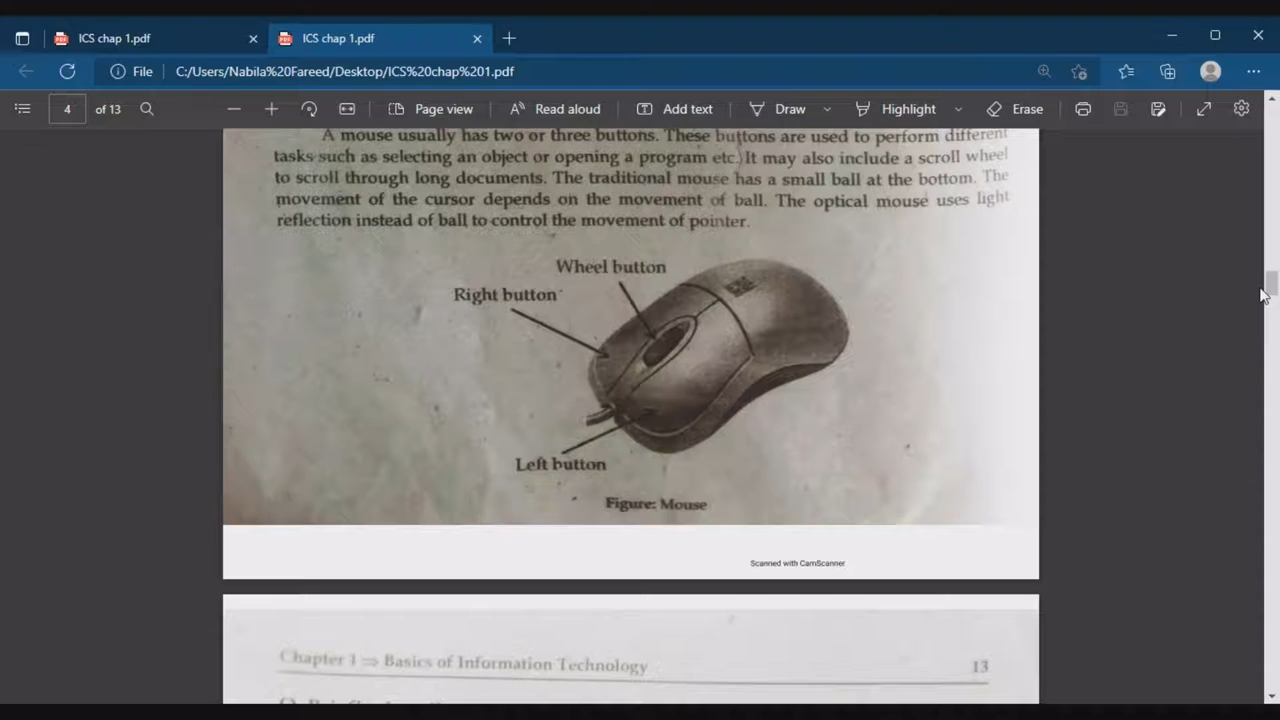 ICS chap 1.pdf
ICS chap 1.pdf
File C:/Users/Nabila%20Fareed/Desktop/ICS%20chap%201.pdf
4 of 13 Page view Read aloud Add text Draw Highlight Erase
A mouse usually has two or three buttons. These buttons are used to perform different
tasks such as selecting an object or opening a program etc. It may also include a scroll wheel
to scroll through long documents. The traditional mouse has a small ball at the bottom. The
movement of the cursor depends on the movement of ball. The optical mouse uses light
reflection instead of ball to control the movement of pointer.
Wheel button
Right button
Left button
Figure: Mouse
Scanned with CamScanner
Chapter 1 ⇒ Basics of Information Technology 13